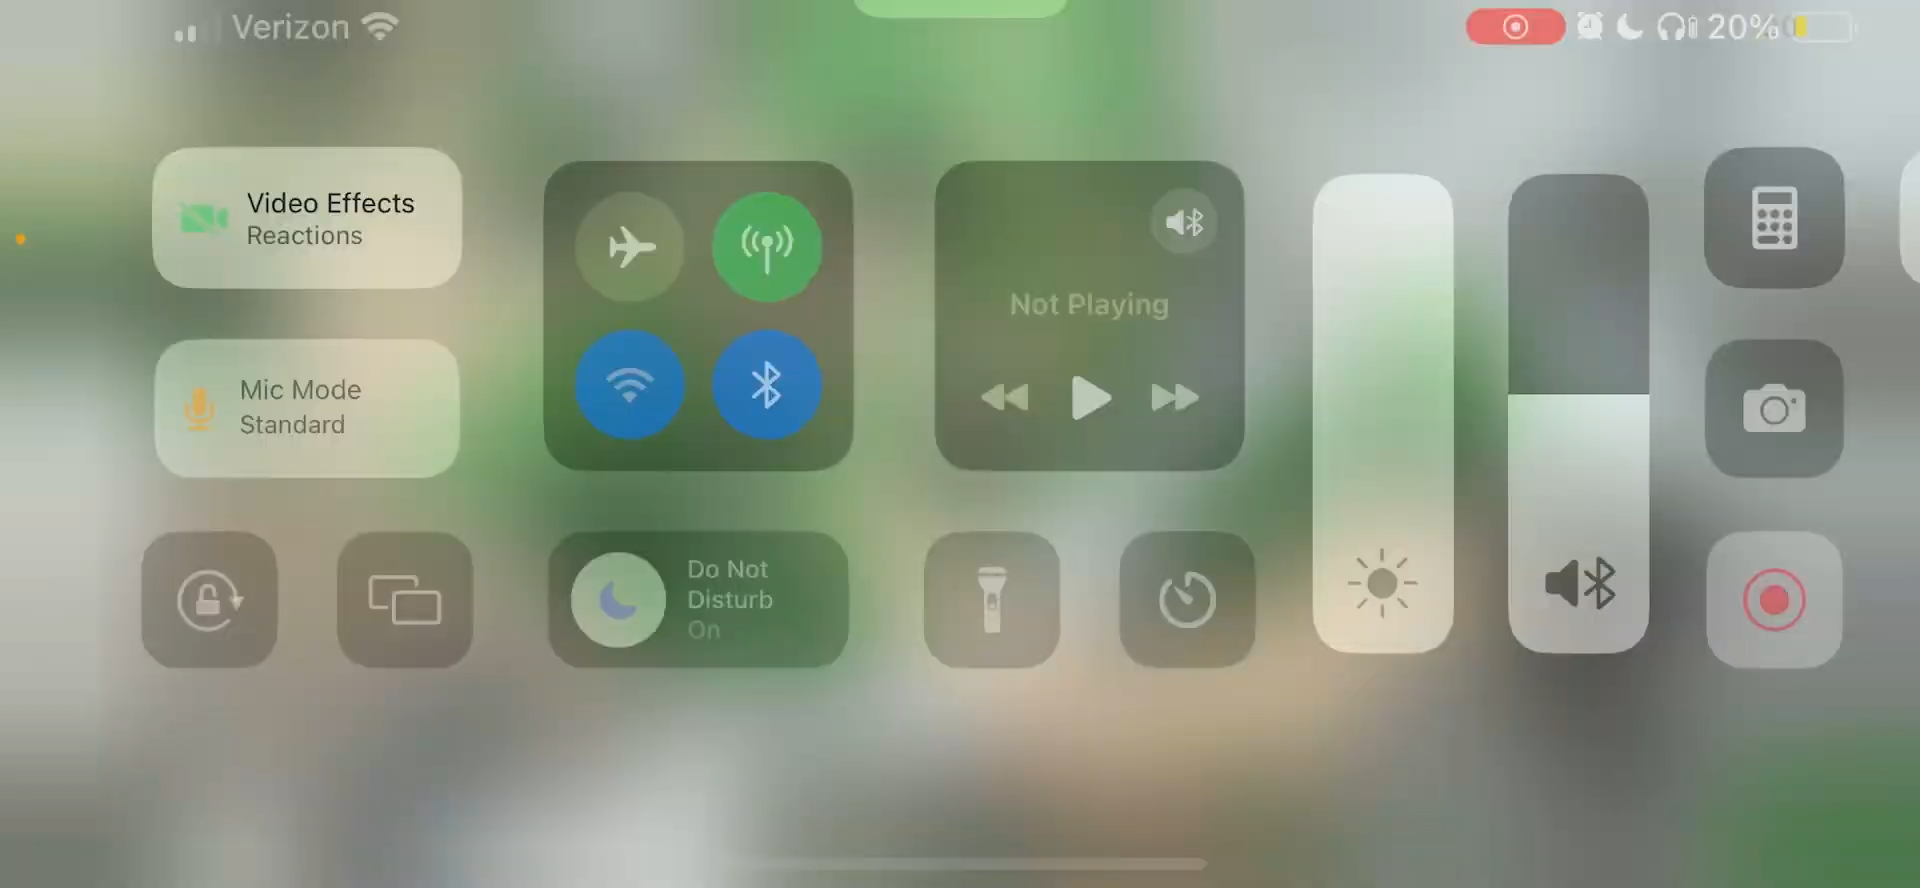 Verizon
20%
Video Effects
Reactions
Mic Mode
Standard
Not Playing
Do Not
Disturb
On